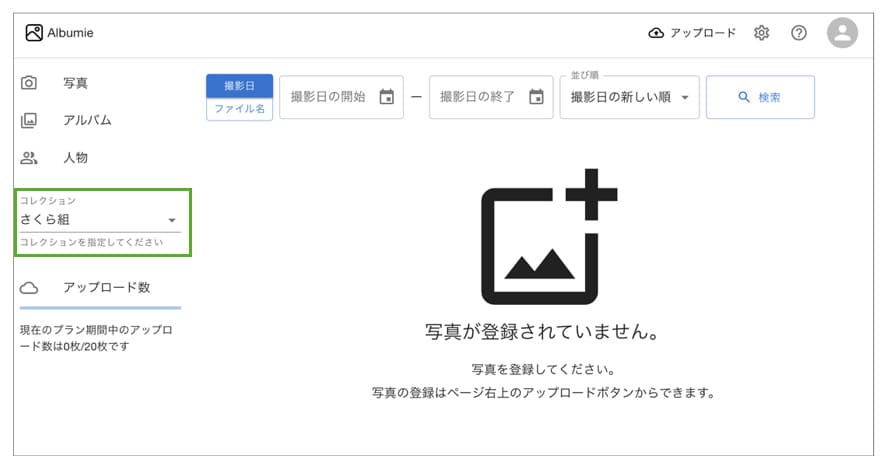 Albumie
アップロード
写真
アルバム
人物
コレクション
さくら組
コレクションを指定してください
アップロード数
現在のプラン期間中のアップロ
ード数は0枚/20枚です
撮影日
ファイル名
撮影日の開始
ー
撮影日の終了
並び順
撮影日の新しい順
検索
写真が登録されていません。
写真を登録してください。
写真の登録はページ右上のアップロードボタンからできます。